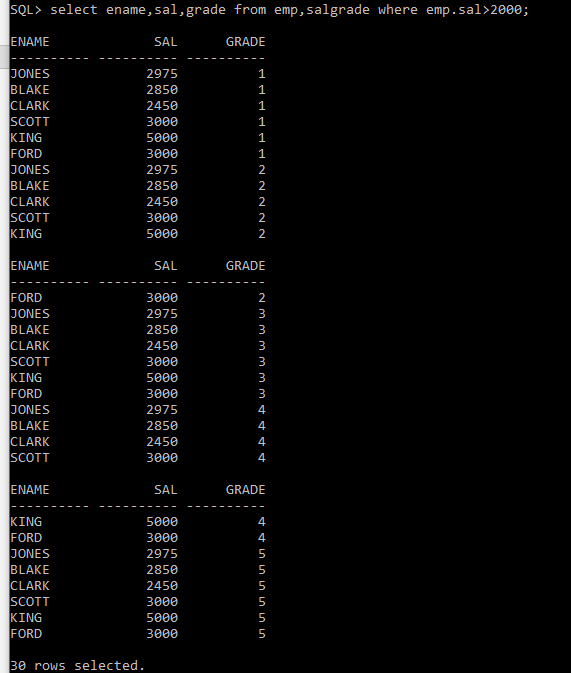 SQL> select ename,sal,grade from emp,salgrade where emp.sal>2000;
ENAME             SAL      GRADE
---------- ---------- ----------
JONES            2975          1
BLAKE            2850          1
CLARK            2450          1
SCOTT            3000          1
KING             5000          1
FORD             3000          1
JONES            2975          2
BLAKE            2850          2
CLARK            2450          2
SCOTT            3000          2
KING             5000          2
ENAME             SAL      GRADE
---------- ---------- ----------
FORD             3000          2
JONES            2975          3
BLAKE            2850          3
CLARK            2450          3
SCOTT            3000          3
KING             5000          3
FORD             3000          3
JONES            2975          4
BLAKE            2850          4
CLARK            2450          4
SCOTT            3000          4
ENAME             SAL      GRADE
---------- ---------- ----------
KING             5000          4
FORD             3000          4
JONES            2975          5
BLAKE            2850          5
CLARK            2450          5
SCOTT            3000          5
KING             5000          5
FORD             3000          5
30 rows selected.